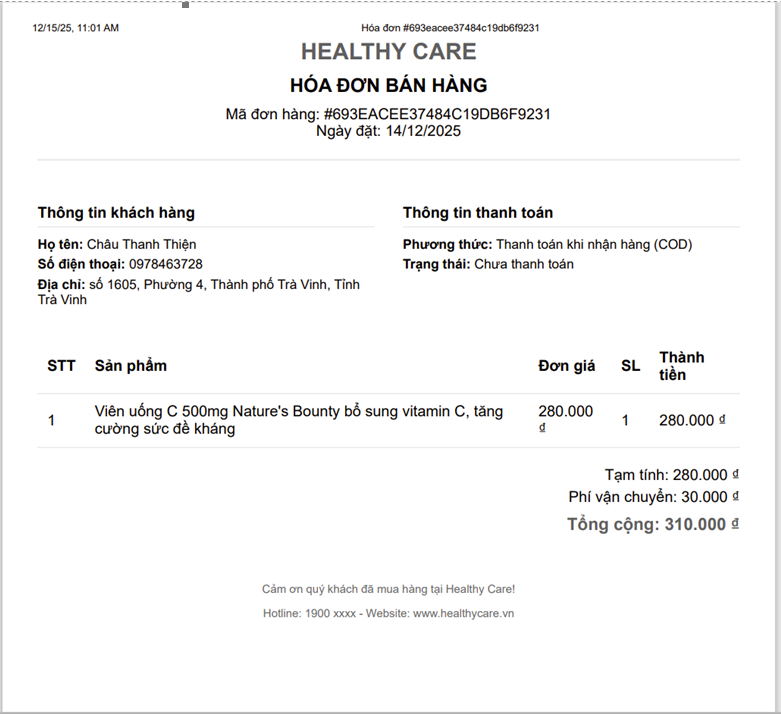 12/15/25, 11:01 AM Hóa đơn #693eacee37484c19db6f9231
HEALTHY CARE
HÓA ĐƠN BÁN HÀNG
Mã đơn hàng: #693EACEE37484C19DB6F9231
Ngày đặt: 14/12/2025
Thông tin khách hàng
Họ tên: Châu Thanh Thiện
Số điện thoại: 0978463728
Địa chỉ: số 1605, Phường 4, Thành phố Trà Vinh, Tỉnh
Trà Vinh
Thông tin thanh toán
Phương thức: Thanh toán khi nhận hàng (COD)
Trạng thái: Chưa thanh toán
STT Sản phẩm Đơn giá SL Thành
tiền
1 Viên uống C 500mg Nature's Bounty bổ sung vitamin C, tăng 280.000 1 280.000 ₫
cường sức đề kháng ₫
Tạm tính: 280.000 ₫
Phí vận chuyển: 30.000 ₫
Tổng cộng: 310.000 ₫
Cảm ơn quý khách đã mua hàng tại Healthy Care!
Hotline: 1900 xxxx - Website: www.healthycare.vn